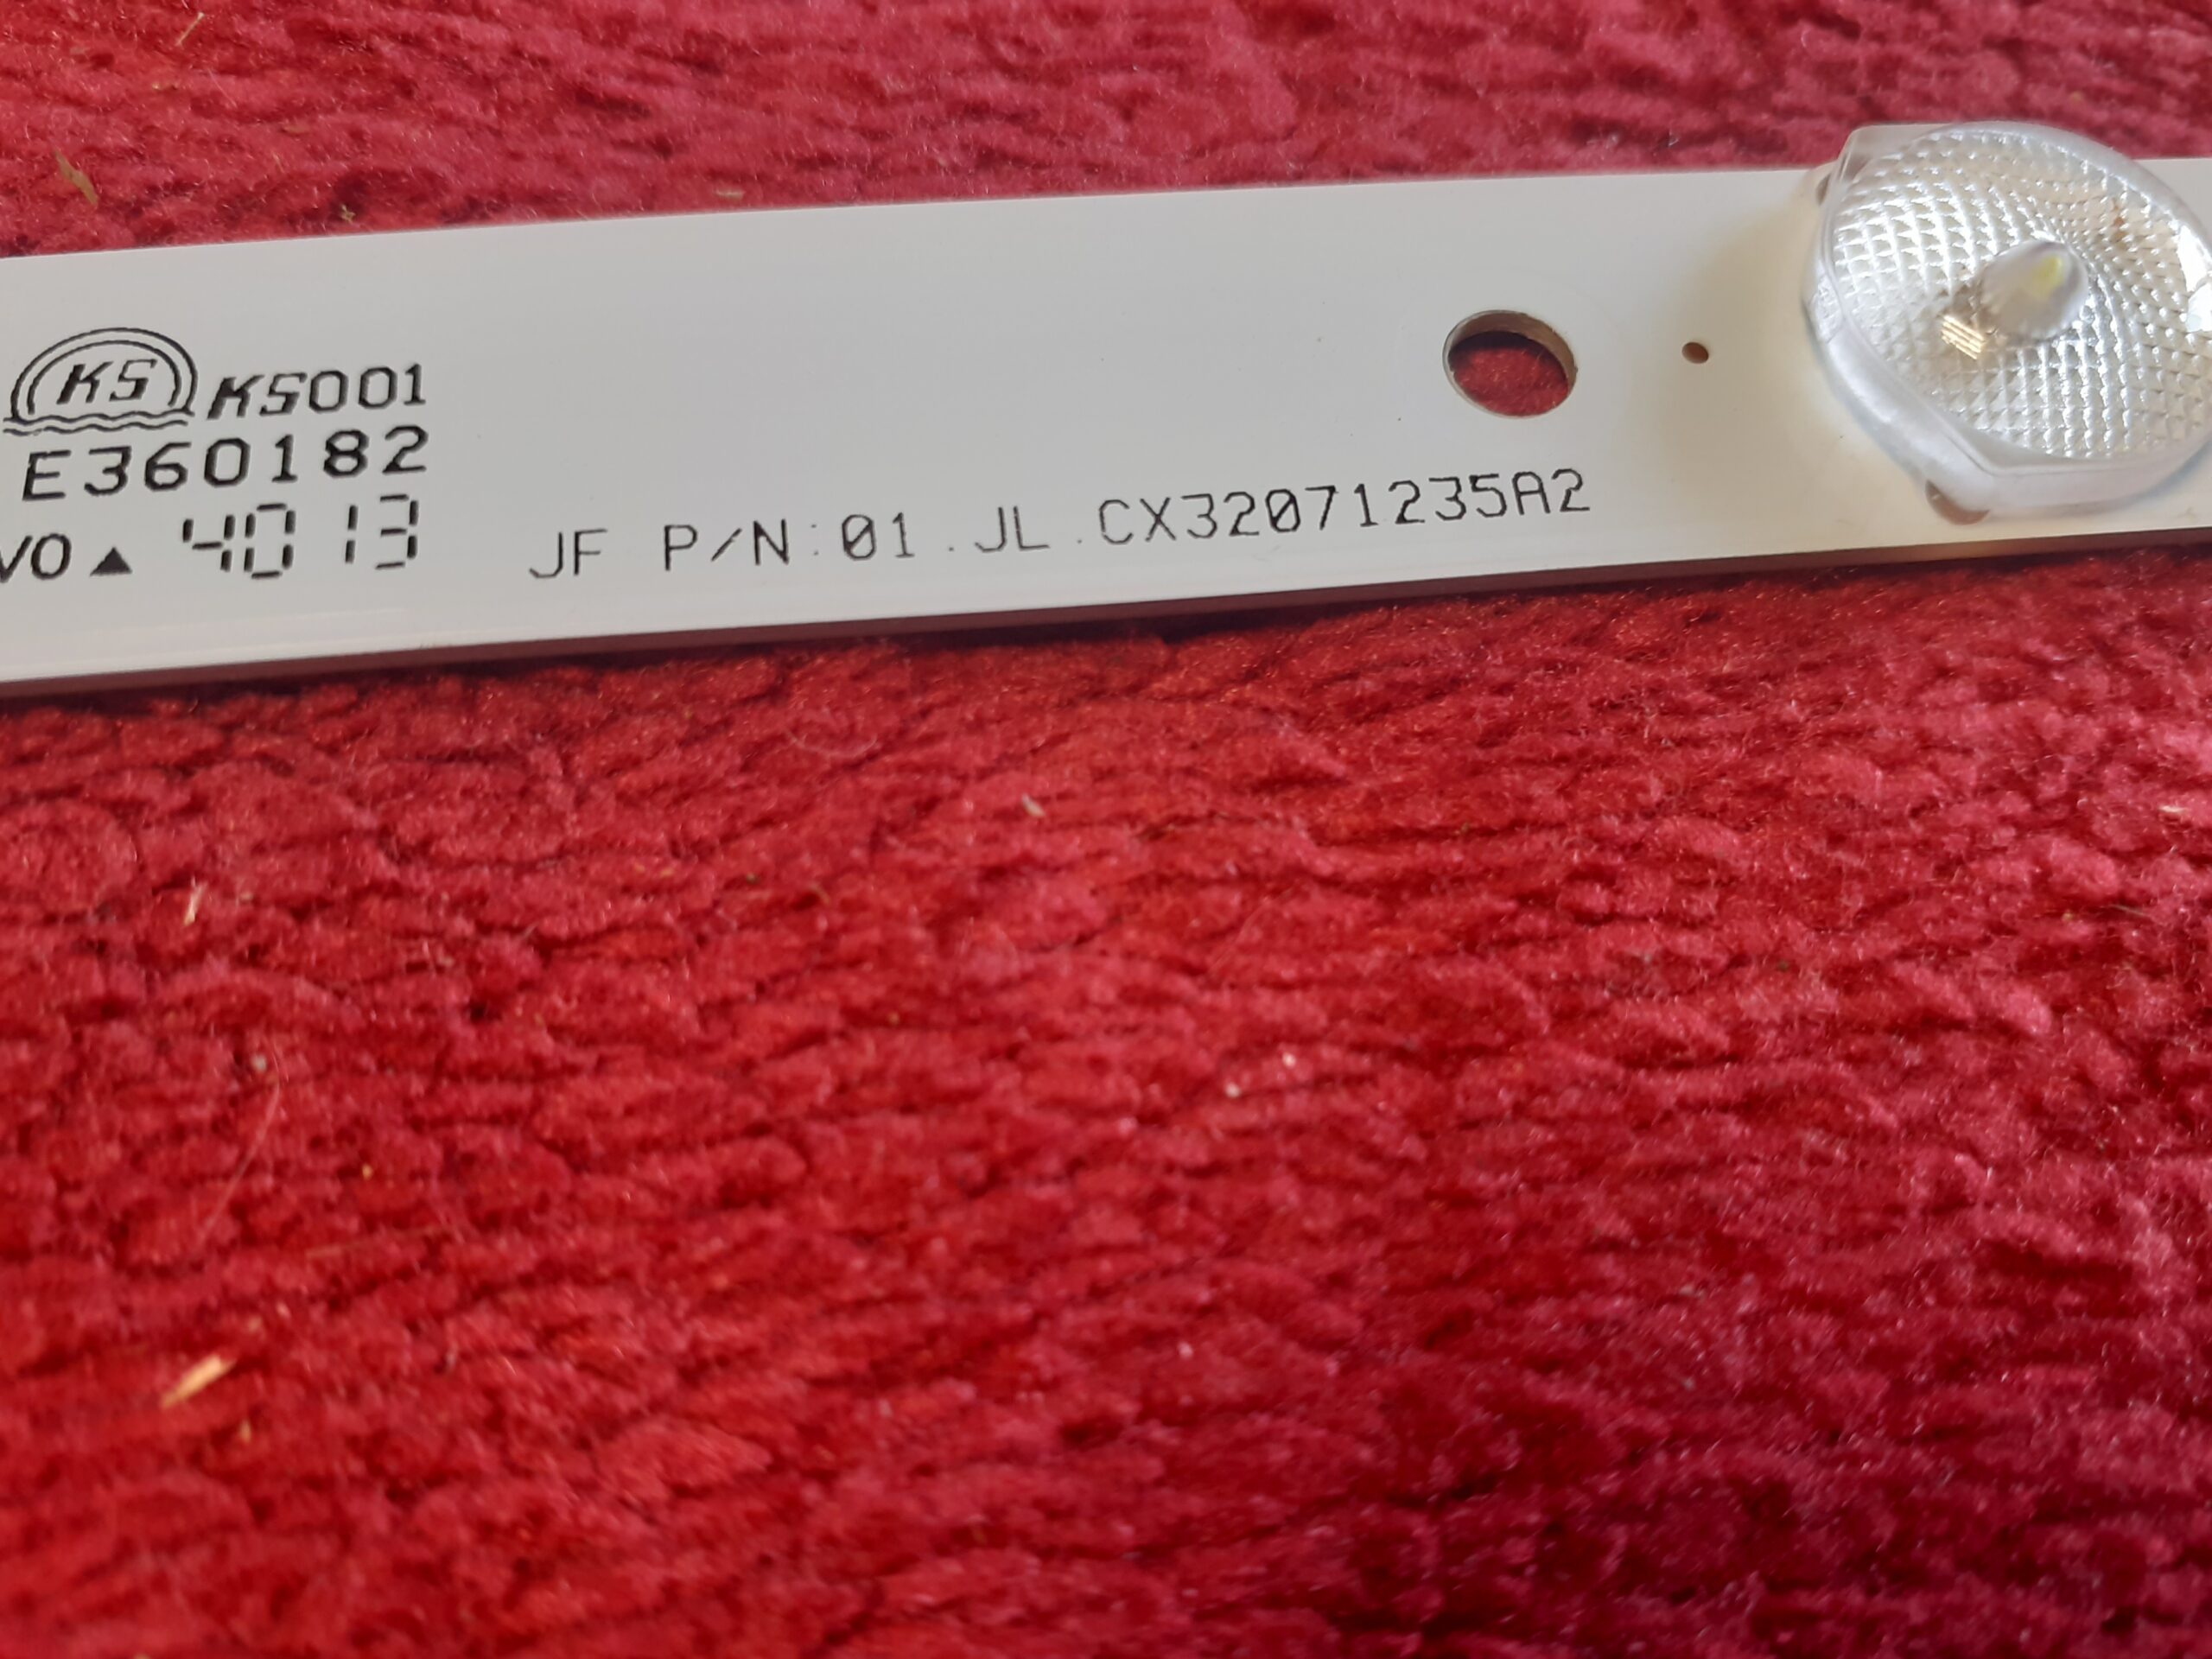 KS KS001
E360182
V0 ▲ 4013
JF P/N:01.JL.CX32071235A2